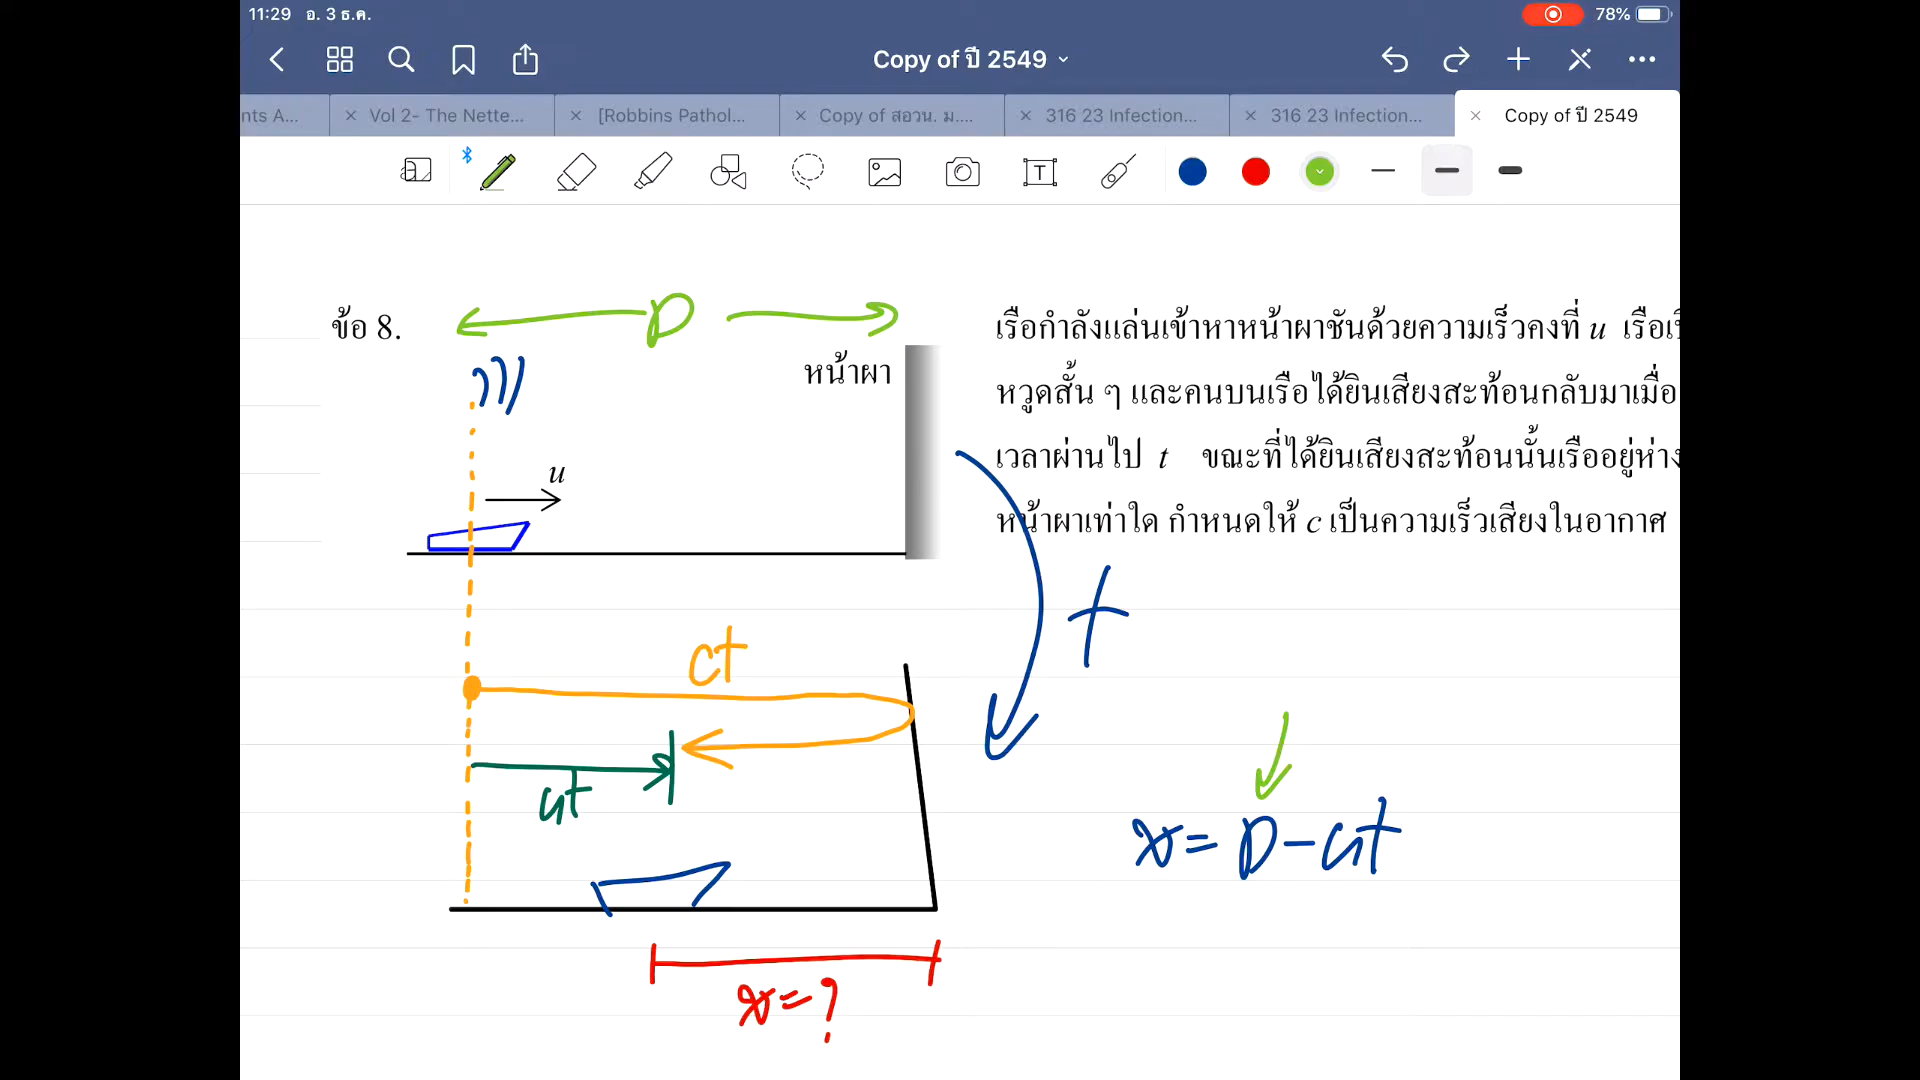 11:29 อ. 3 ธ.ค.
78%
Copy of ปี 2549
nts A...
Vol 2- The Nette...
[Robbins Pathol...
Copy of สอวน. ม....
316 23 Infection...
316 23 Infection...
Copy of ปี 2549
T
ข้อ 8.
D
หน้าผา
u
เรือกำลังแล่นเข้าหาหน้าผาชันด้วยความเร็วคงที่ u เรือเปิ
หวูดสั้น ๆ และคนบนเรือได้ยินเสียงสะท้อนกลับมาเมื่อ
เวลาผ่านไป t ขณะที่ได้ยินเสียงสะท้อนนั้นเรืออยู่ห่าง
หน้าผาเท่าใด กำหนดให้ c เป็นความเร็วเสียงในอากาศ
t
ct
ut
x = D - ut
x = ?